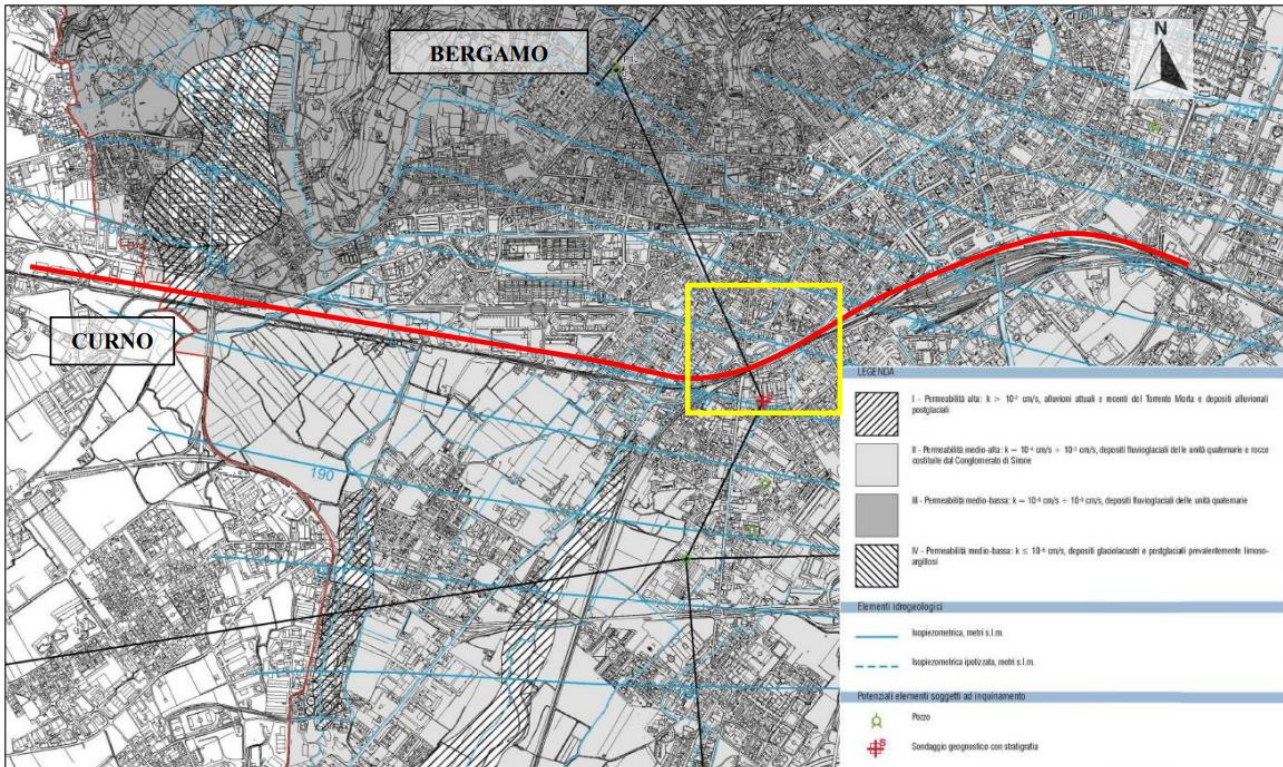 BERGAMO
N
CURNO
190
LEGENDA
I - Permeabilità alta: k > 10⁻² cm/s, alluvioni attuali e recenti del Torrente Morla e depositi alluvionali
postglaciali
II - Permeabilità medio-alta: k = 10⁻⁴ cm/s ÷ 10⁻² cm/s, depositi fluvioglaciali delle unità quaternarie e rocce
costituite dal Conglomerato di Sirone
III - Permeabilità medio-bassa: k = 10⁻⁶ cm/s ÷ 10⁻⁴ cm/s, depositi fluvioglaciali delle unità quaternarie
IV - Permeabilità medio-bassa: k ≤ 10⁻⁶ cm/s, depositi glaciolacustri e postglaciali prevalentemente limoso-
argillosi
Elementi idrogeologici
Isopiezometrica, metri s.l.m.
Isopiezometrica ipotizzata, metri s.l.m.
Potenziali elementi soggetti ad inquinamento
Pozzo
S
Sondaggio geognostico con stratigrafia